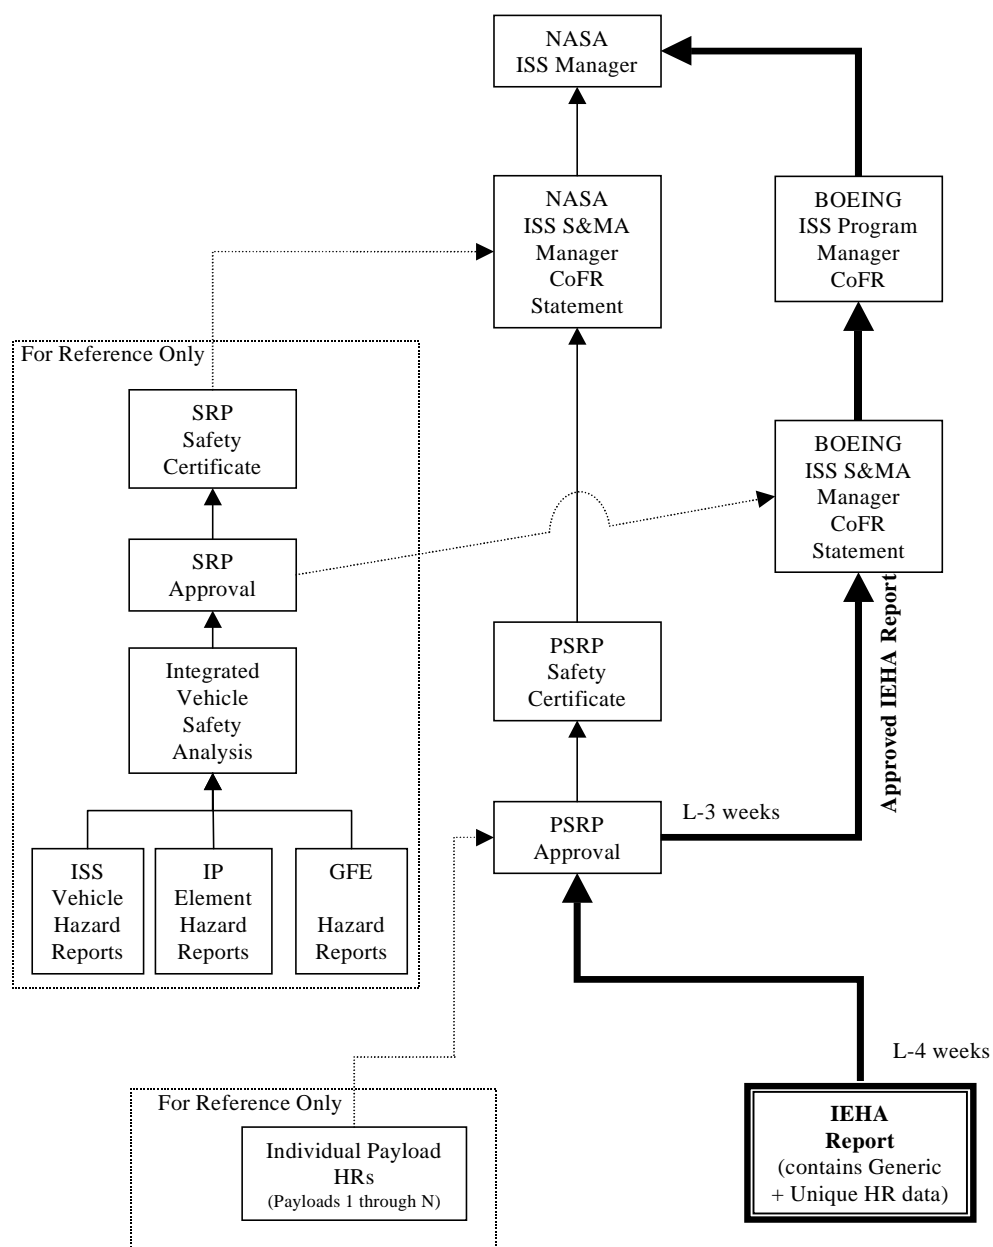 NASA
ISS Manager
NASA
ISS S&MA
Manager
CoFR
Statement
BOEING
ISS Program
Manager
CoFR
For Reference Only
SRP
Safety
Certificate
BOEING
ISS S&MA
Manager
CoFR
Statement
SRP
Approval
Approved IEHA Report
PSRP
Safety
Certificate
Integrated
Vehicle
Safety
Analysis
L-3 weeks
PSRP
Approval
ISS
Vehicle
Hazard
Reports
IP
Element
Hazard
Reports
GFE
Hazard
Reports
L-4 weeks
For Reference Only
Individual Payload
HRs
(Payloads 1 through N)
IEHA
Report
(contains Generic
+ Unique HR data)